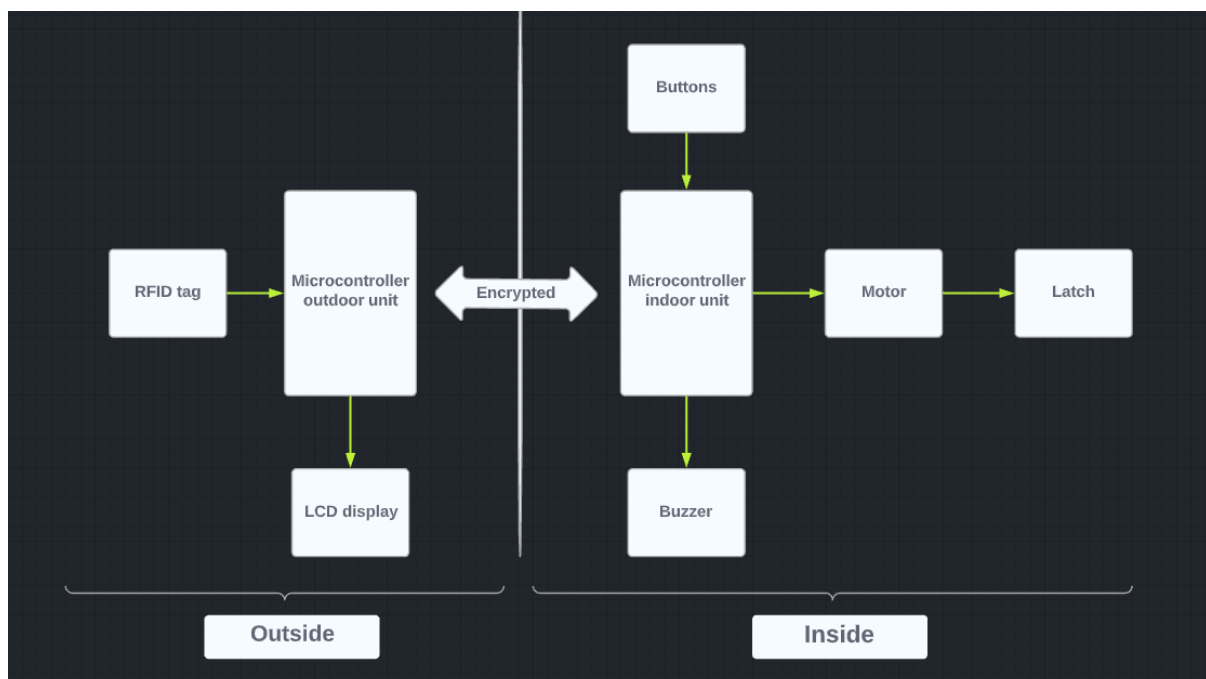 Buttons
RFID tag
Microcontroller
outdoor unit
Encrypted
Microcontroller
indoor unit
Motor
Latch
LCD display
Buzzer
Outside
Inside